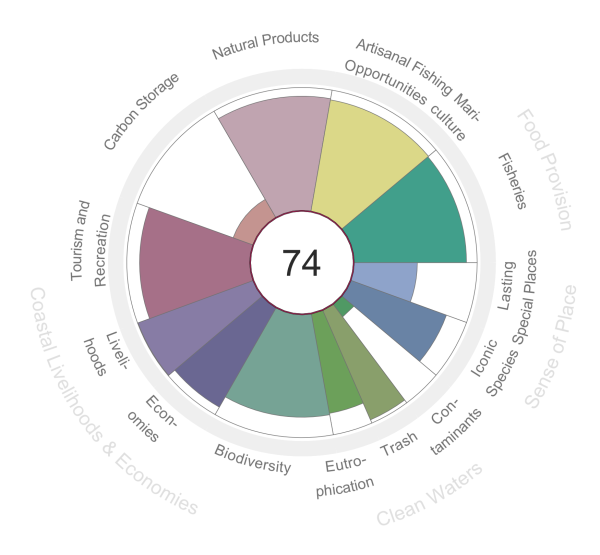 Natural Products
Artisanal Fishing
Opportunities
Mari-
culture
Fisheries
Food Provision
Lasting
Special Places
Iconic
Species
Sense of Place
Con-
taminants
Trash
Eutro-
phication
Clean Waters
Biodiversity
Econ-
omies
Liveli-
hoods
Coastal Livelihoods & Economies
Tourism and
Recreation
Carbon Storage
74